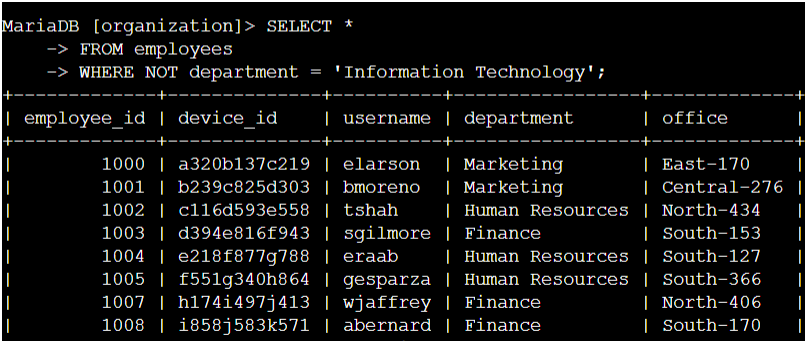 MariaDB [organization]> SELECT *
    -> FROM employees
    -> WHERE NOT department = 'Information Technology';
+-------------+--------------+----------+-----------------+-------------+
| employee_id | device_id    | username | department      | office      |
+-------------+--------------+----------+-----------------+-------------+
|        1000 | a320b137c219 | elarson  | Marketing       | East-170    |
|        1001 | b239c825d303 | bmoreno  | Marketing       | Central-276 |
|        1002 | c116d593e558 | tshah    | Human Resources | North-434   |
|        1003 | d394e816f943 | sgilmore | Finance         | South-153   |
|        1004 | e218f877g788 | eraab    | Human Resources | South-127   |
|        1005 | f551g340h864 | gesparza | Human Resources | South-366   |
|        1007 | h174i497j413 | wjaffrey | Finance         | North-406   |
|        1008 | i858j583k571 | abernard | Finance         | South-170   |